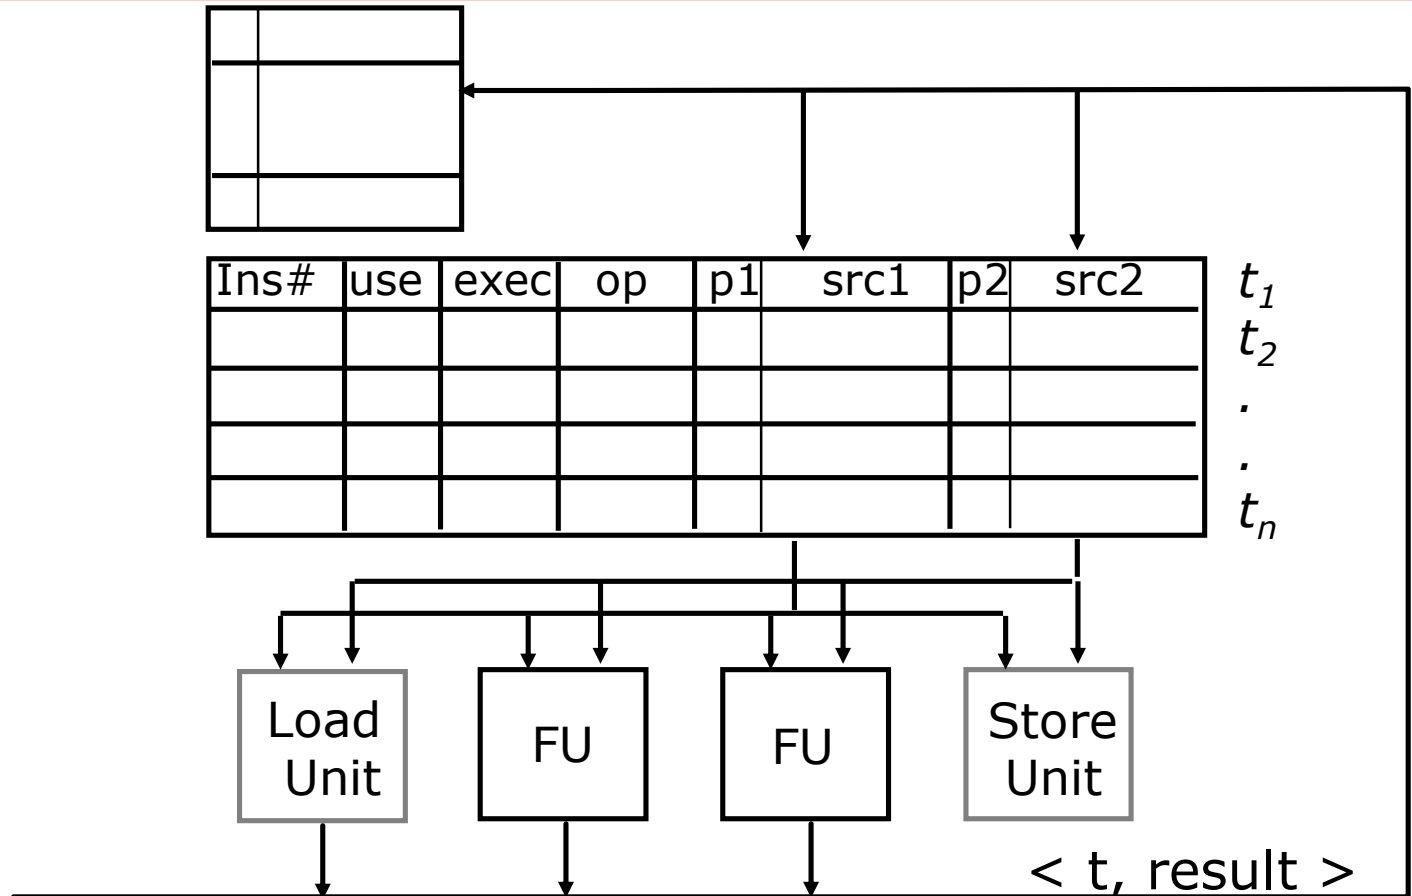 Ins# use exec op p1 src1 p2 src2 t1
t2
.
.
tn
Load Unit
FU
FU
Store Unit
< t, result >